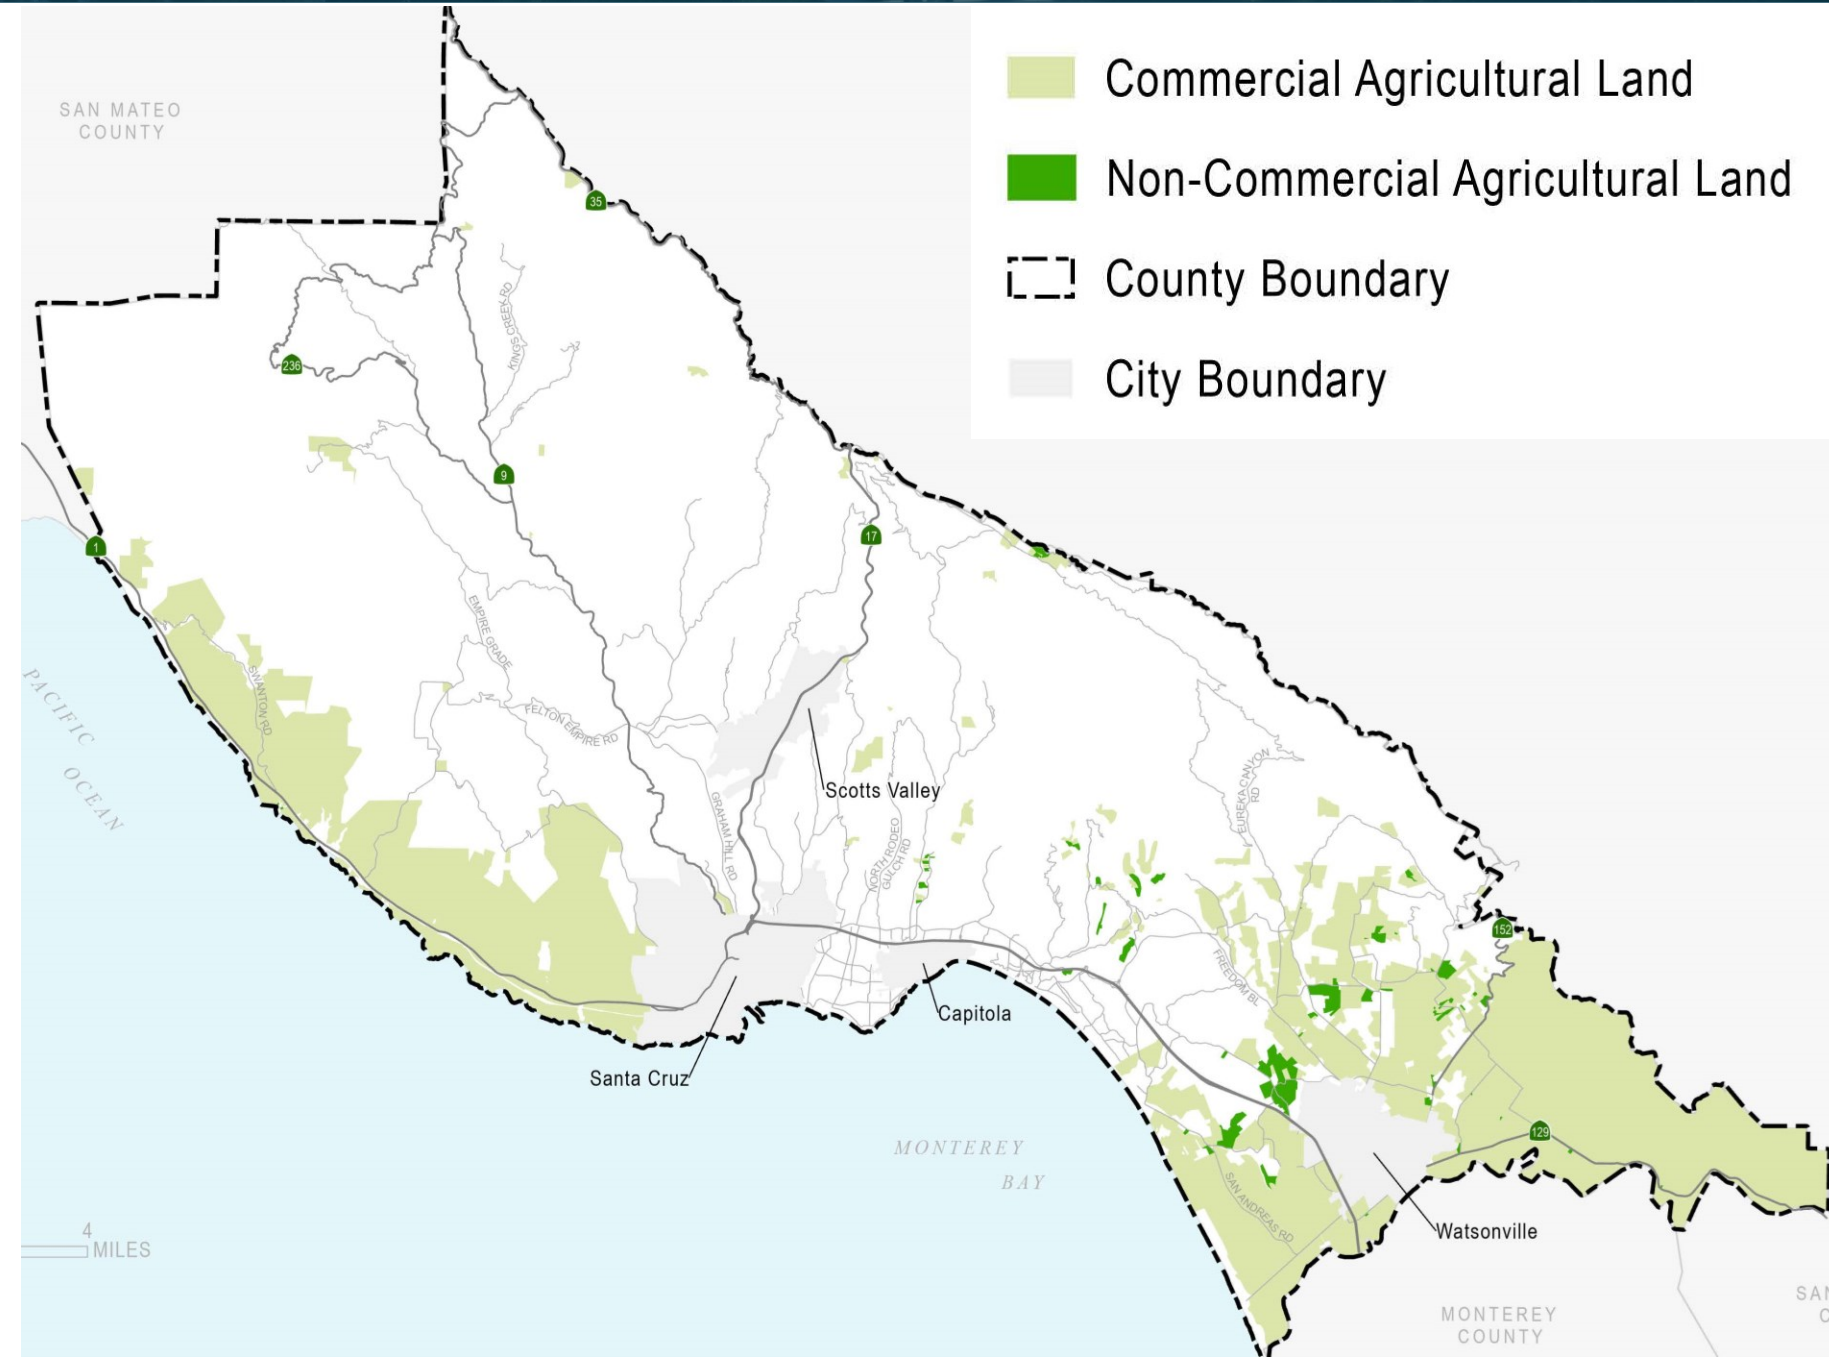 Commercial Agricultural Land
Non-Commercial Agricultural Land
County Boundary
City Boundary
SAN MATEO
COUNTY
35
KINGS CREEK RD
236
9
1
17
EMPIRE GRADE
SWANTON RD
FELTON EMPIRE RD
PACIFIC
OCEAN
Scotts Valley
GRAHAM HILL RD
NORTH RODEO
GULCH RD
EUREKA CANYON
RD
152
FREEDOM BL
Capitola
Santa Cruz
129
MONTEREY
BAY
SAN ANDREAS RD
Watsonville
4
MILES
MONTEREY
COUNTY